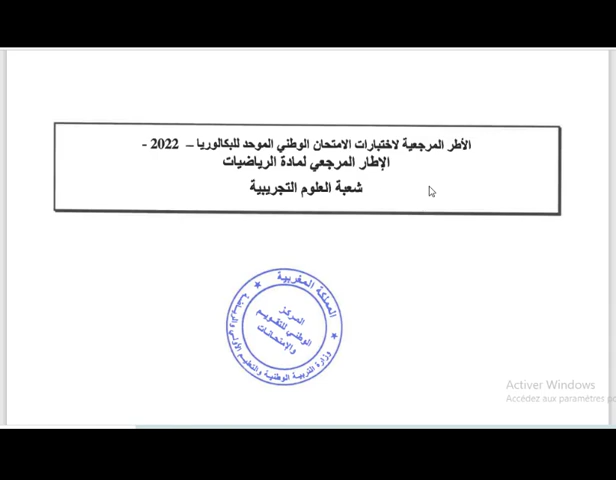 الأطر المرجعية لاختبارات الامتحان الوطني الموحد للبكالوريا – 2022 -
الإطار المرجعي لمادة الرياضيات
شعبة العلوم التجريبية
المملكة المغربية
المركز
الوطني للتقويم
والامتحانات
وزارة التربية الوطنية والتعليم الأولي والرياضة
Activer Windows
Accédez aux paramètres